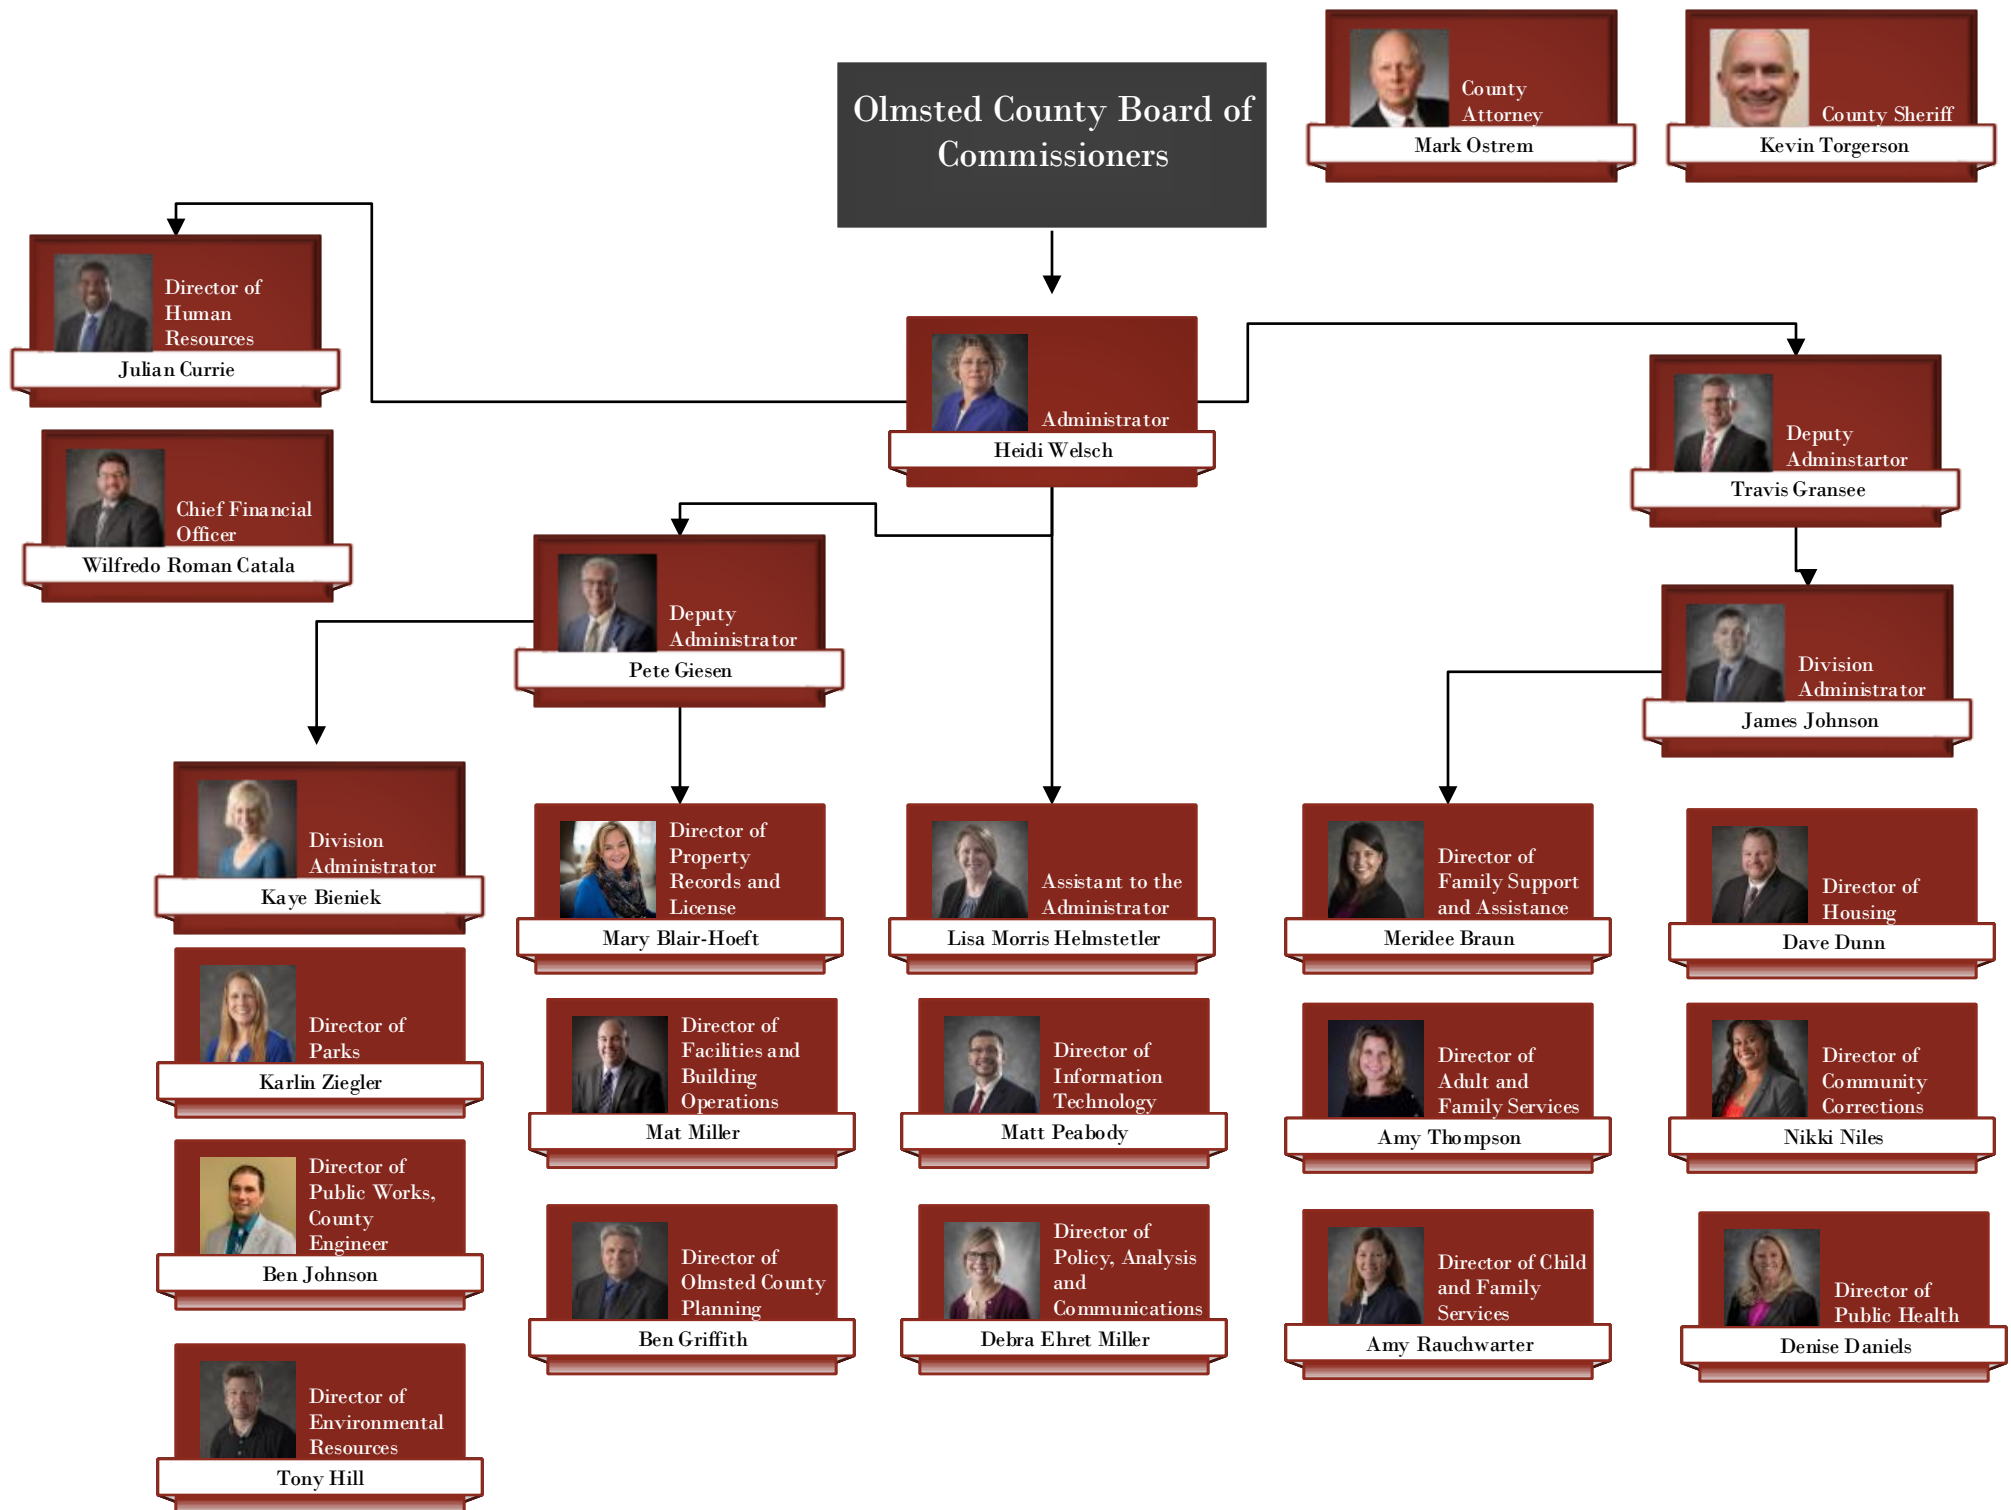 Olmsted County Board of
Commissioners
County
Attorney
Mark Ostrem
County Sheriff
Kevin Torgerson
Director of
Human
Resources
Julian Currie
Administrator
Heidi Welsch
Deputy
Adminstartor
Travis Gransee
Chief Financial
Officer
Wilfredo Roman Catala
Deputy
Administrator
Pete Giesen
Division
Administrator
James Johnson
Division
Administrator
Kaye Bieniek
Director of
Property
Records and
License
Mary Blair-Hoeft
Assistant to the
Administrator
Lisa Morris Helmstetler
Director of
Family Support
and Assistance
Meridee Braun
Director of
Housing
Dave Dunn
Director of
Parks
Karlin Ziegler
Director of
Facilities and
Building
Operations
Mat Miller
Director of
Information
Technology
Matt Peabody
Director of
Adult and
Family Services
Amy Thompson
Director of
Community
Corrections
Nikki Niles
Director of
Public Works,
County
Engineer
Ben Johnson
Director of
Olmsted County
Planning
Ben Griffith
Director of
Policy, Analysis
and
Communications
Debra Ehret Miller
Director of Child
and Family
Services
Amy Rauchwarter
Director of
Public Health
Denise Daniels
Director of
Environmental
Resources
Tony Hill